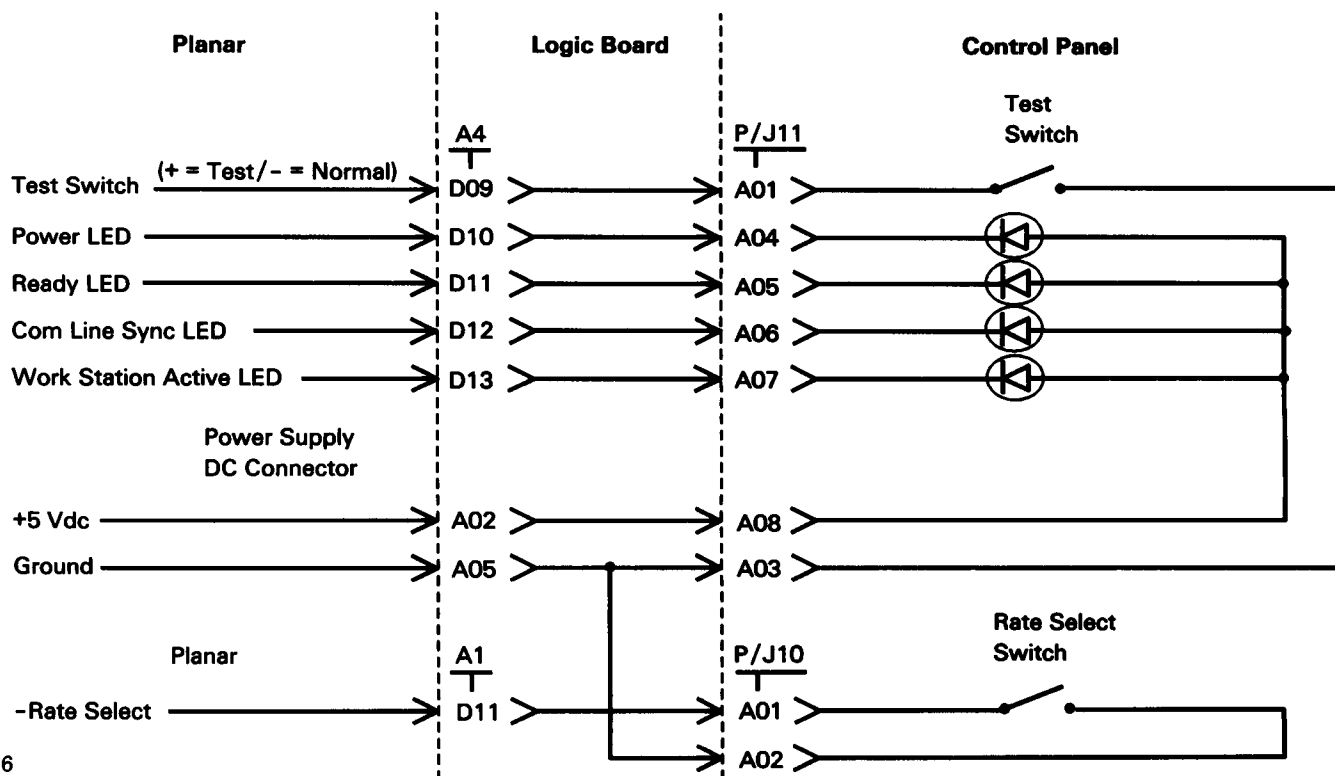 Planar Logic Board Control Panel
Test
Switch
A4 P/J11
Test Switch (+ = Test/- = Normal) D09 A01
Power LED D10 A04
Ready LED D11 A05
Com Line Sync LED D12 A06
Work Station Active LED D13 A07
Power Supply
DC Connector
+5 Vdc A02 A08
Ground A05 A03
Rate Select
Planar A1 P/J10 Switch
-Rate Select D11 A01
A02
6